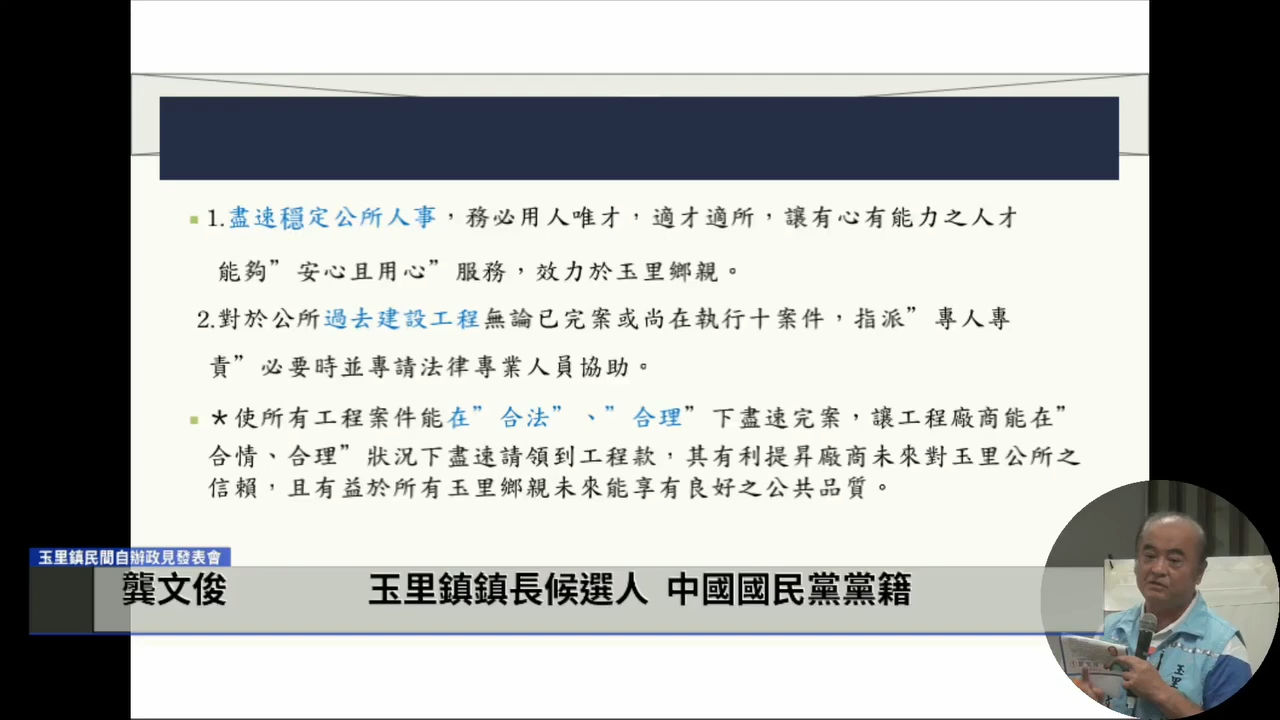 1.盡速穩定公所人事，務必用人唯才，適才適所，讓有心有能力之人才
能夠”安心且用心”服務，效力於玉里鄉親。
2.對於公所過去建設工程無論已完案或尚在執行十案件，指派”專人專
責”必要時並專請法律專業人員協助。
＊使所有工程案件能在”合法”、”合理”下盡速完案，讓工程廠商能在”
合情、合理”狀況下盡速請領到工程款，其有利提昇廠商未來對玉里公所之
信賴，且有益於所有玉里鄉親未來能享有良好之公共品質。
玉里鎮民間自辦政見發表會
龔文俊 玉里鎮鎮長候選人 中國國民黨黨籍
玉里